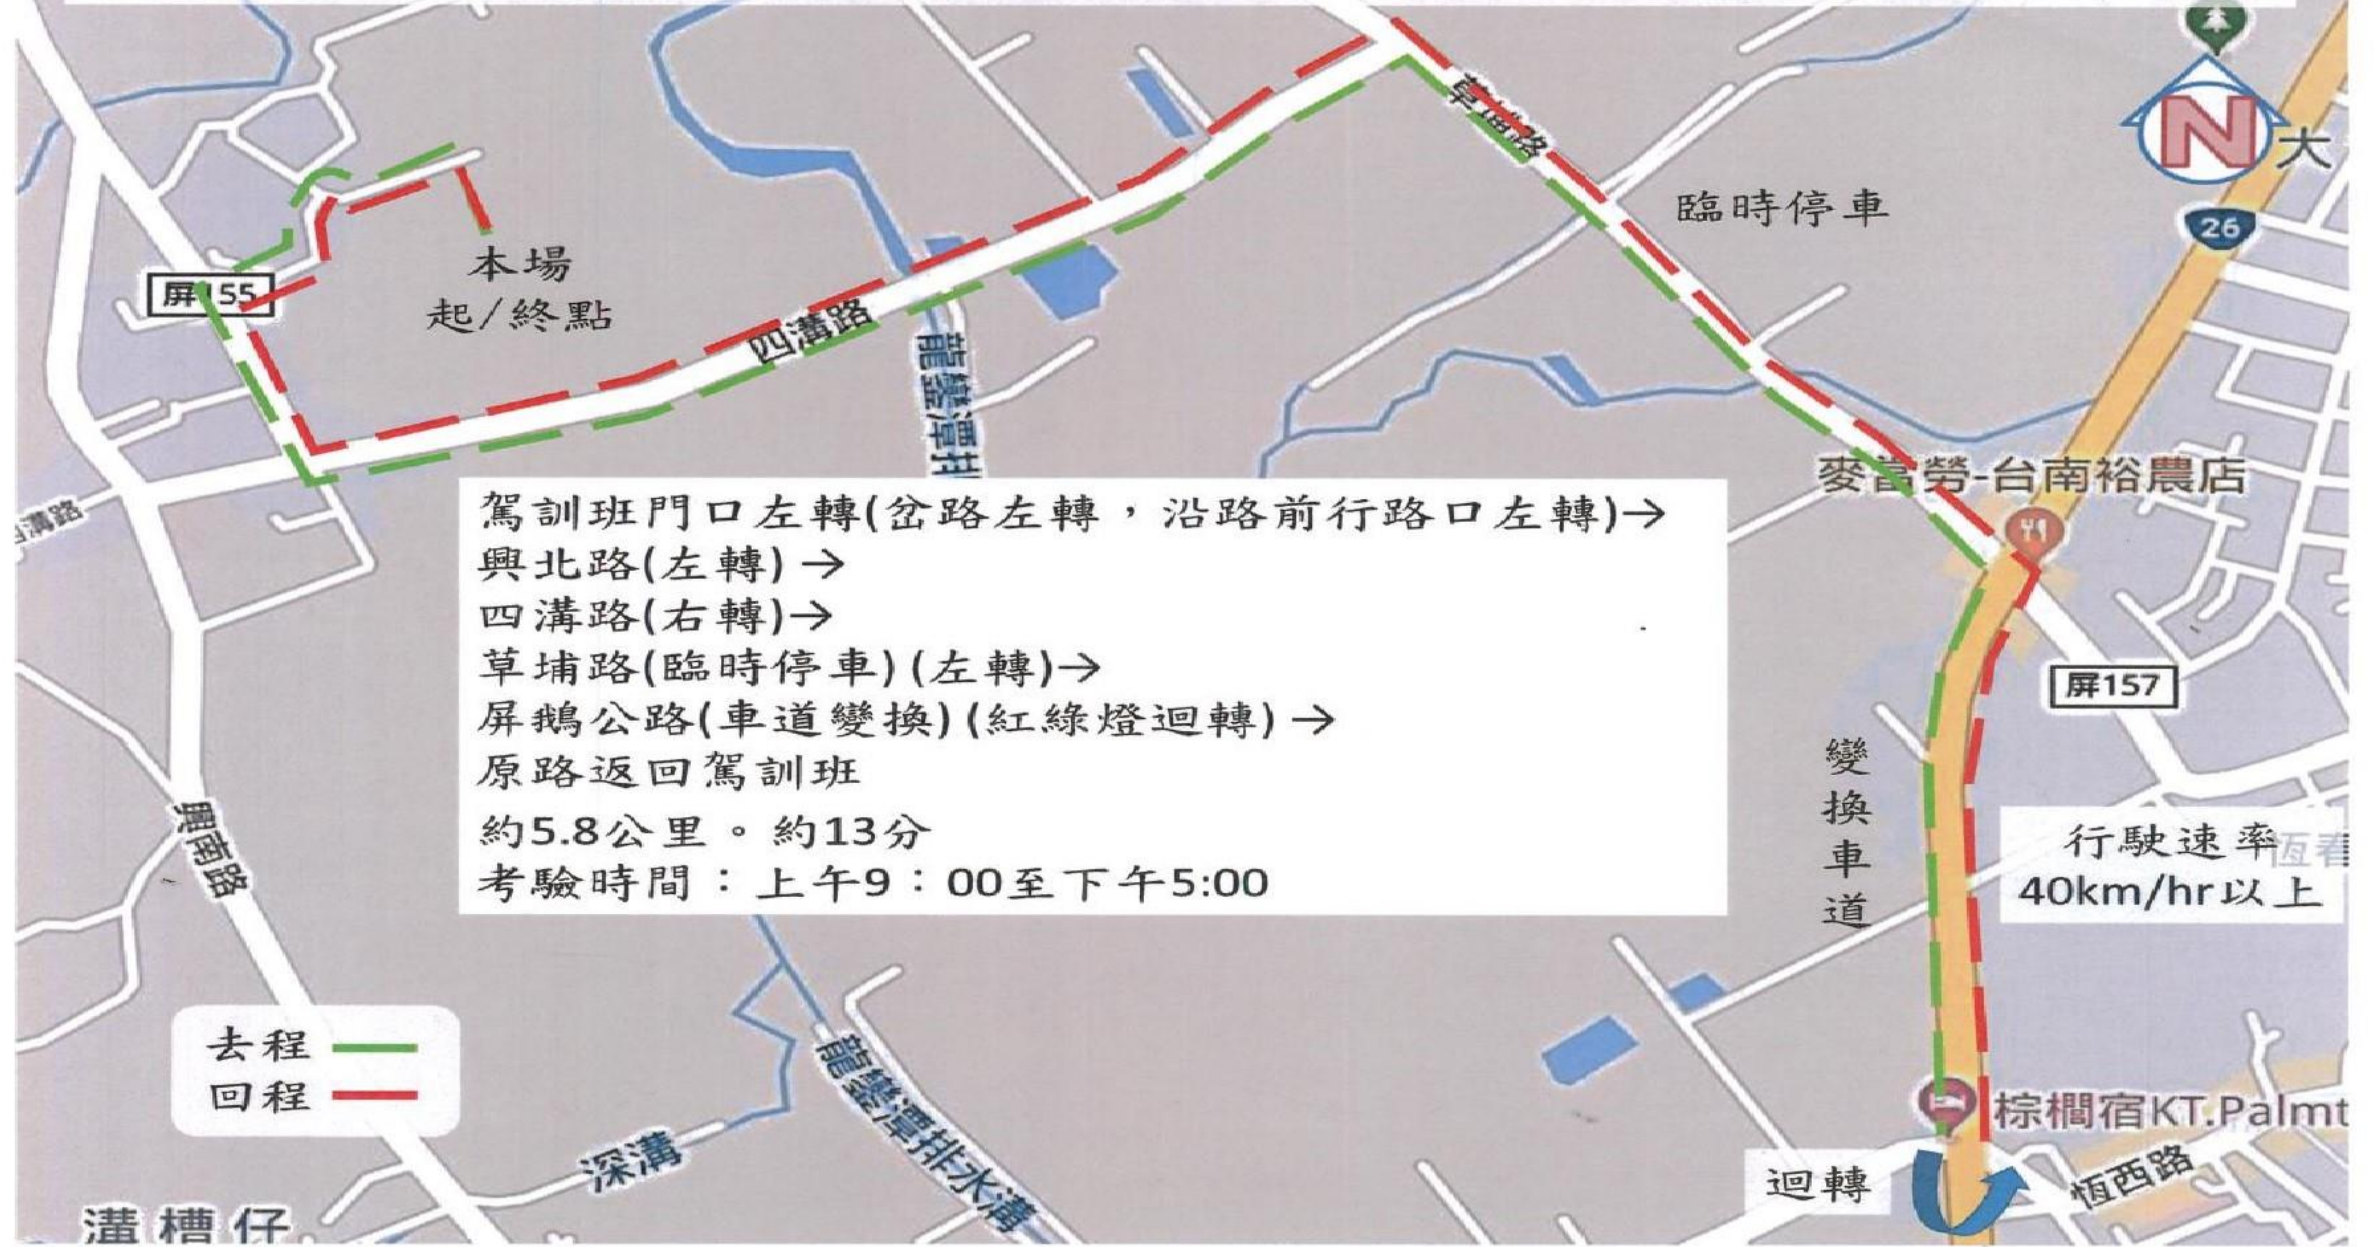 草埔路
大
26
臨時停車
本場
起/終點
屏155
四溝路
麥當勞-台南裕農店
駕訓班門口左轉(岔路左轉，沿路前行路口左轉)→
興北路(左轉)→
四溝路(右轉)→
草埔路(臨時停車)(左轉)→
屏鵝公路(車道變換)(紅綠燈迴轉)→
原路返回駕訓班
約5.8公里。約13分
考驗時間：上午9：00至下午5:00
屏157
變換車道
行駛速率
40km/hr以上
興南路
去程
回程
龍鑾潭排水溝
深溝
溝槽仔
棕櫚宿KT.Palmt
迴轉
恆西路
N
龍鑾潭排
溝路
恆春